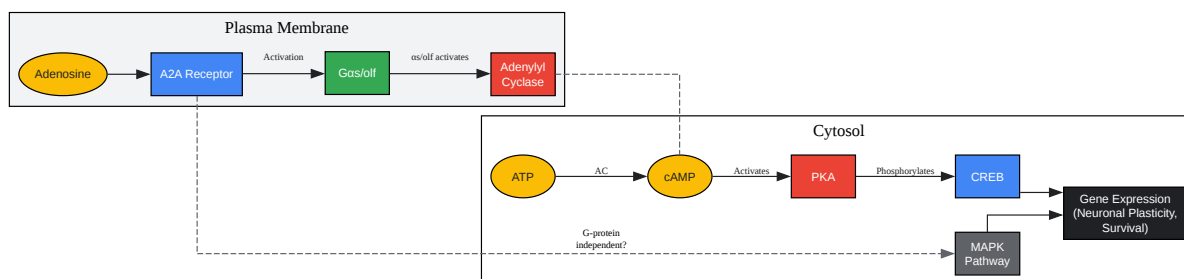 Plasma Membrane
Adenosine
A2A Receptor
Activation
Gαs/olf
αs/olf activates
Adenylyl
Cyclase
Cytosol
ATP
AC
cAMP
Activates
PKA
Phosphorylates
CREB
Gene Expression
(Neuronal Plasticity,
Survival)
G-protein
independent?
MAPK
Pathway